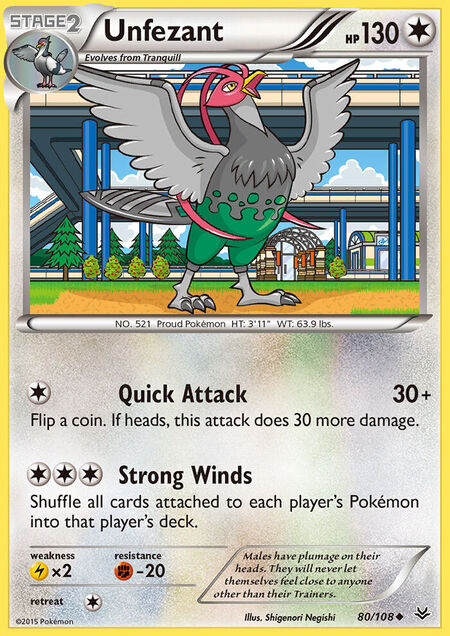 STAGE2
Unfezant
HP 130
Evolves from Tranquill
NO. 521 Proud Pokémon HT: 3'11" WT: 63.9 lbs.
Quick Attack 30+
Flip a coin. If heads, this attack does 30 more damage.
Strong Winds
Shuffle all cards attached to each player's Pokémon
into that player's deck.
weakness resistance
×2 -20
retreat
Males have plumage on their
heads. They will never let
themselves feel close to anyone
other than their Trainers.
©2015 Pokémon
Illus. Shigenori Negishi
80/108